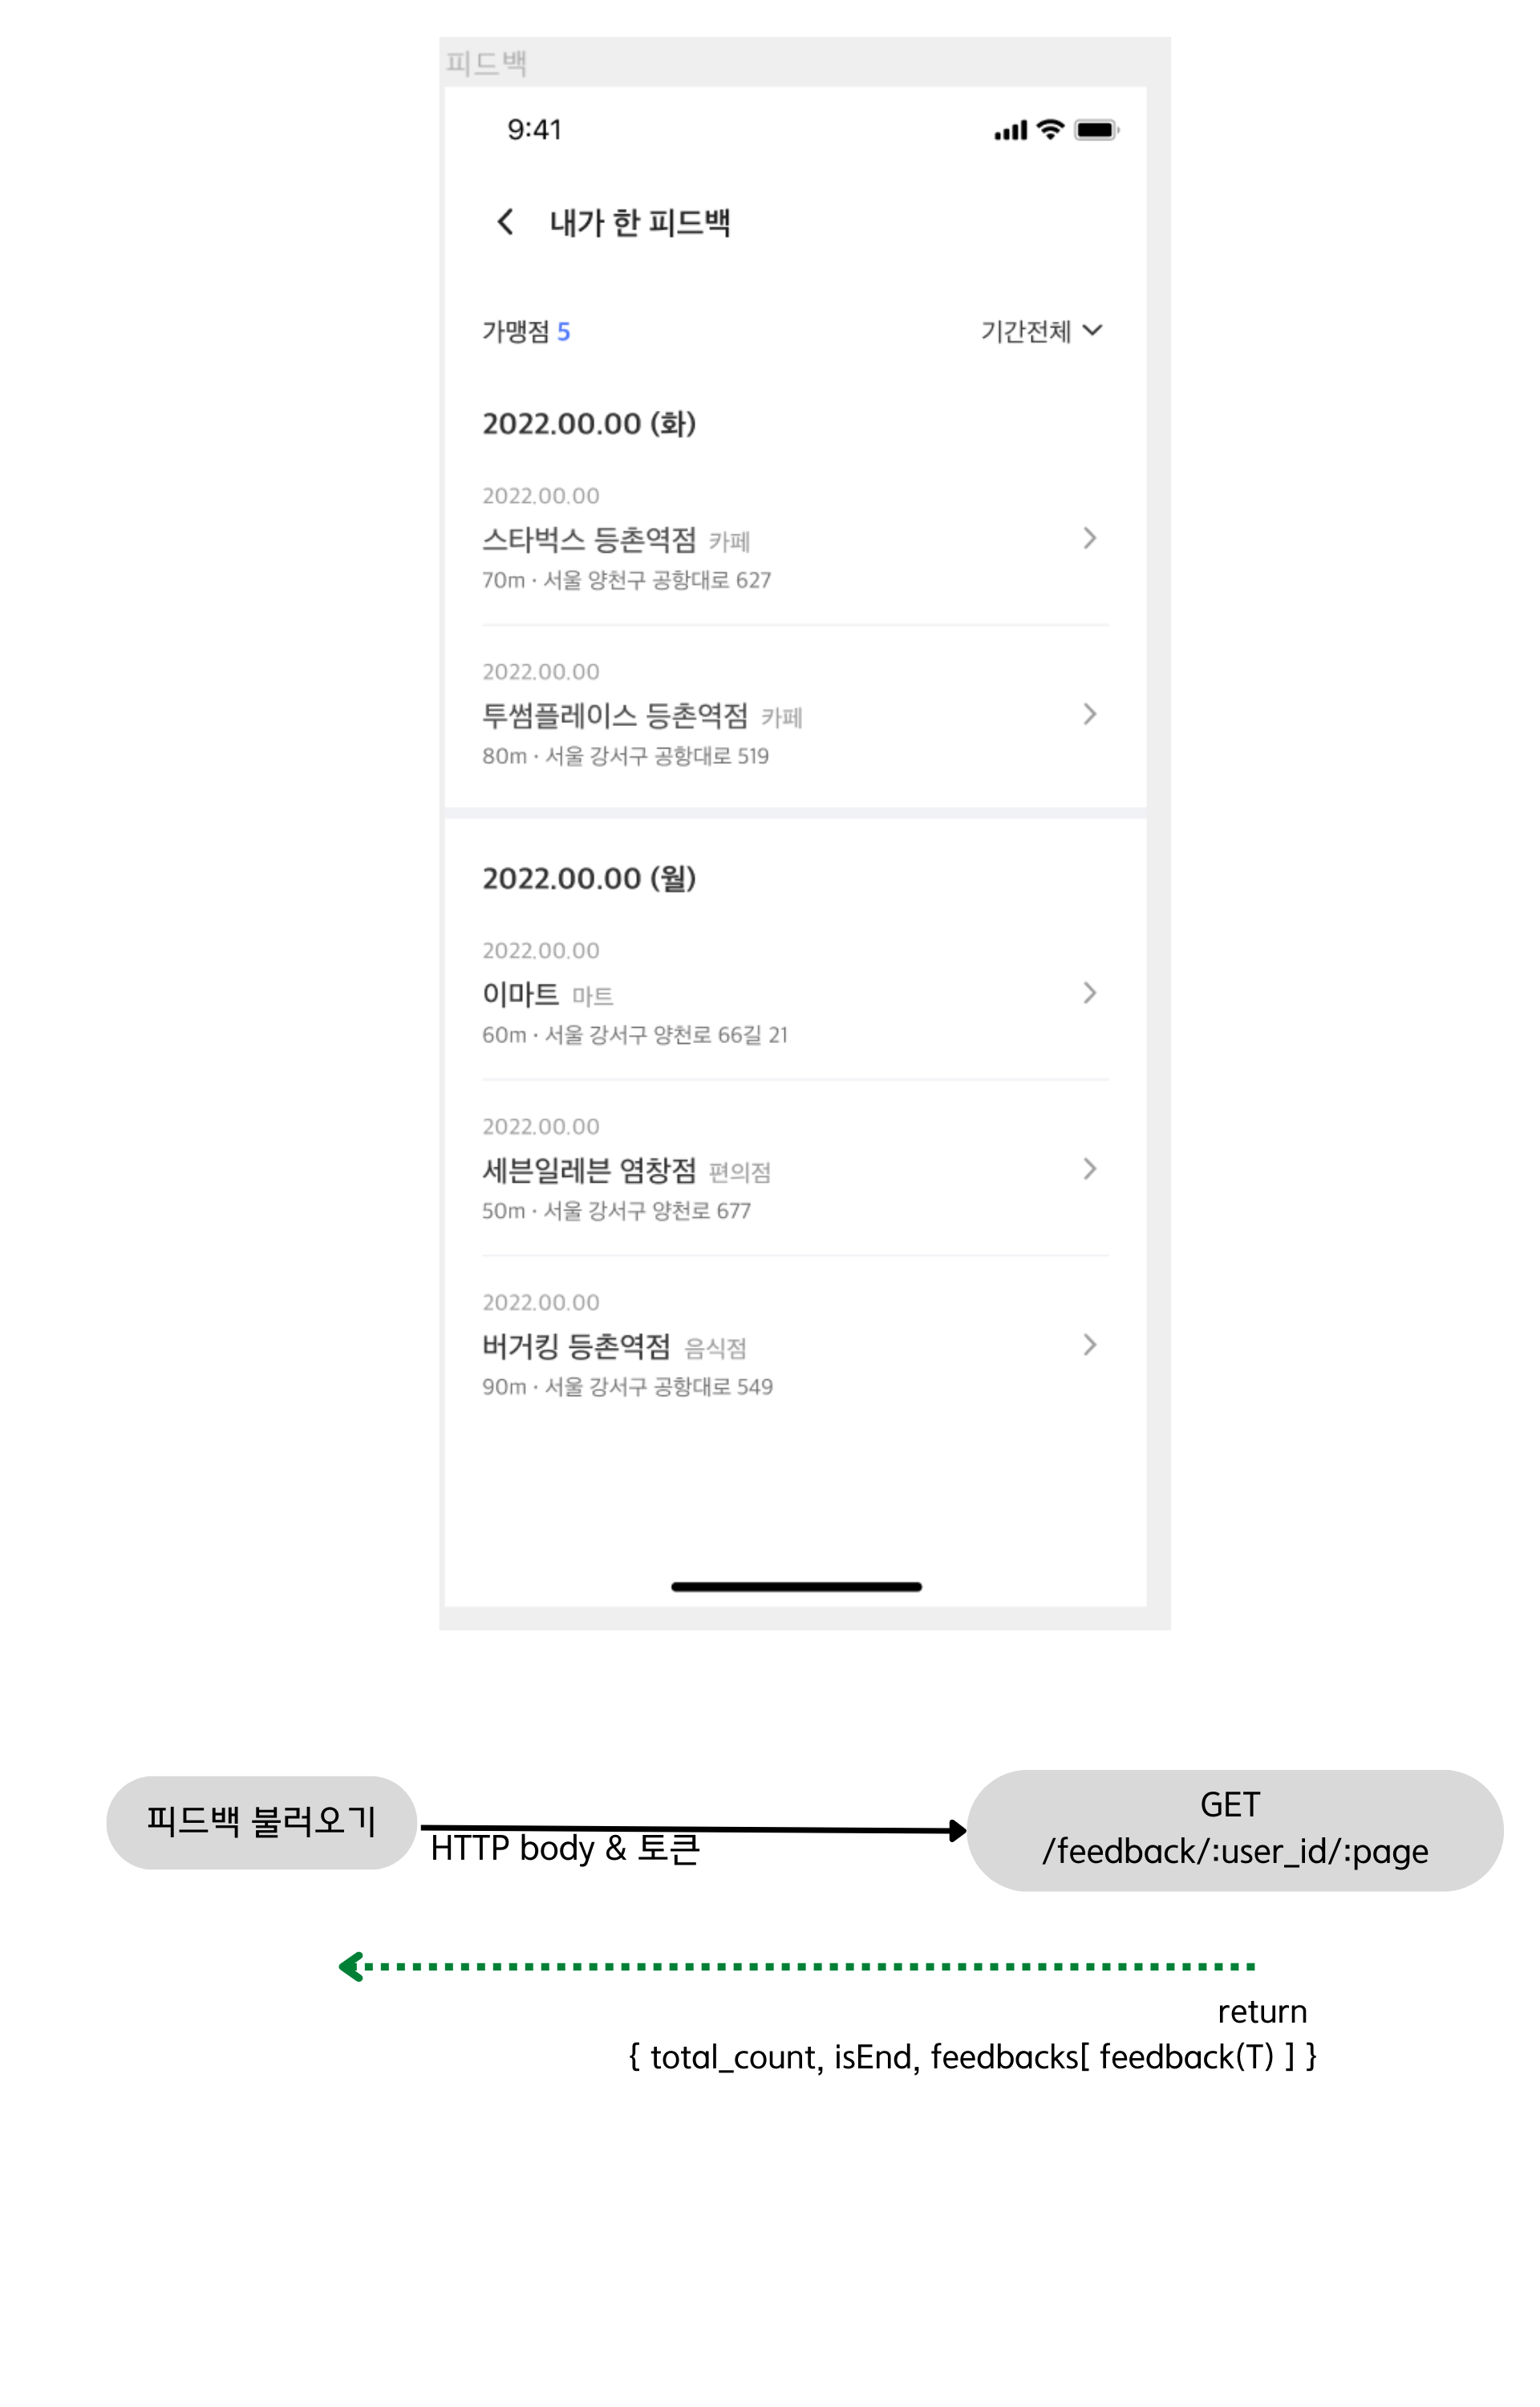 피드백
9:41
내가 한 피드백
가맹점 5
기간전체
2022.00.00 (화)
2022.00.00
스타벅스 등촌역점 카페
70m · 서울 양천구 공항대로 627
2022.00.00
투썸플레이스 등촌역점 카페
80m · 서울 강서구 공항대로 519
2022.00.00 (월)
2022.00.00
이마트 마트
60m · 서울 강서구 양천로 66길 21
2022.00.00
세븐일레븐 염창점 편의점
50m · 서울 강서구 양천로 677
2022.00.00
버거킹 등촌역점 음식점
90m · 서울 강서구 공항대로 549
피드백 불러오기
HTTP body & 토큰
GET
/feedback/:user_id/:page
return
{ total_count, isEnd, feedbacks[ feedback(T) ] }